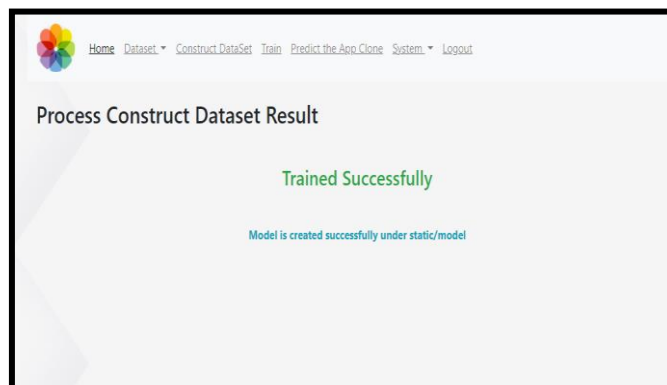 Home Dataset Construct DataSet Train Predict the App Clone System Logout
Process Construct Dataset Result
Trained Successfully
Model is created successfully under static/model